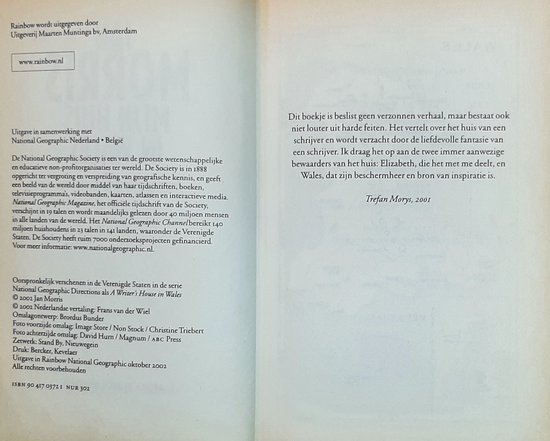 Rainbow wordt uitgegeven door
Uitgeverij Maarten Muntinga bv, Amsterdam
www.rainbow.nl
Uitgave in samenwerking met
National Geographic Nederland • België
De National Geographic Society is een van de grootste wetenschappelijke
en educatieve non-profitorganisaties ter wereld. De Society is in 1888
opgericht ter vergroting en verspreiding van geografische kennis, en geeft
een beeld van de wereld door middel van haar tijdschriften, boeken,
televisieprogramma's, videobanden, kaarten, atlassen en interactieve media.
National Geographic Magazine, het officiële tijdschrift van de Society,
verschijnt in 19 talen en wordt maandelijks gelezen door 40 miljoen mensen
in alle landen van de wereld. Het National Geographic Channel bereikt 140
miljoen huishoudens in 23 talen in 141 landen, waaronder de Verenigde
Staten. De Society heeft ruim 7000 onderzoeksprojecten gefinancierd.
Voor meer informatie: www.nationalgeographic.nl.
Oorspronkelijk verschenen in de Verenigde Staten in de serie
National Geographic Directions als A Writer's House in Wales
© 2002 Jan Morris
© 2002 Nederlandse vertaling: Frans van der Wiel
Omslagontwerp: Beordus Bunder
Foto voorzijde omslag: Image Store / Non Stock / Christine Triebert
Foto achterzijde omslag: David Hurn / Magnum / ABC Press
Zetwerk: Stand By, Nieuwegein
Druk: Bercker, Kevelaer
Uitgave in Rainbow National Geographic oktober 2002
Alle rechten voorbehouden
ISBN 90 417 0372 1 NUR 302
Dit boekje is beslist geen verzonnen verhaal, maar bestaat ook
niet louter uit harde feiten. Het vertelt over het huis van een
schrijver en wordt verzacht door de liefdevolle fantasie van
een schrijver. Ik draag het op aan de twee immer aanwezige
bewaarders van het huis: Elizabeth, die het met me deelt, en
Wales, dat zijn beschermheer en bron van inspiratie is.
Trefan Morys, 2001